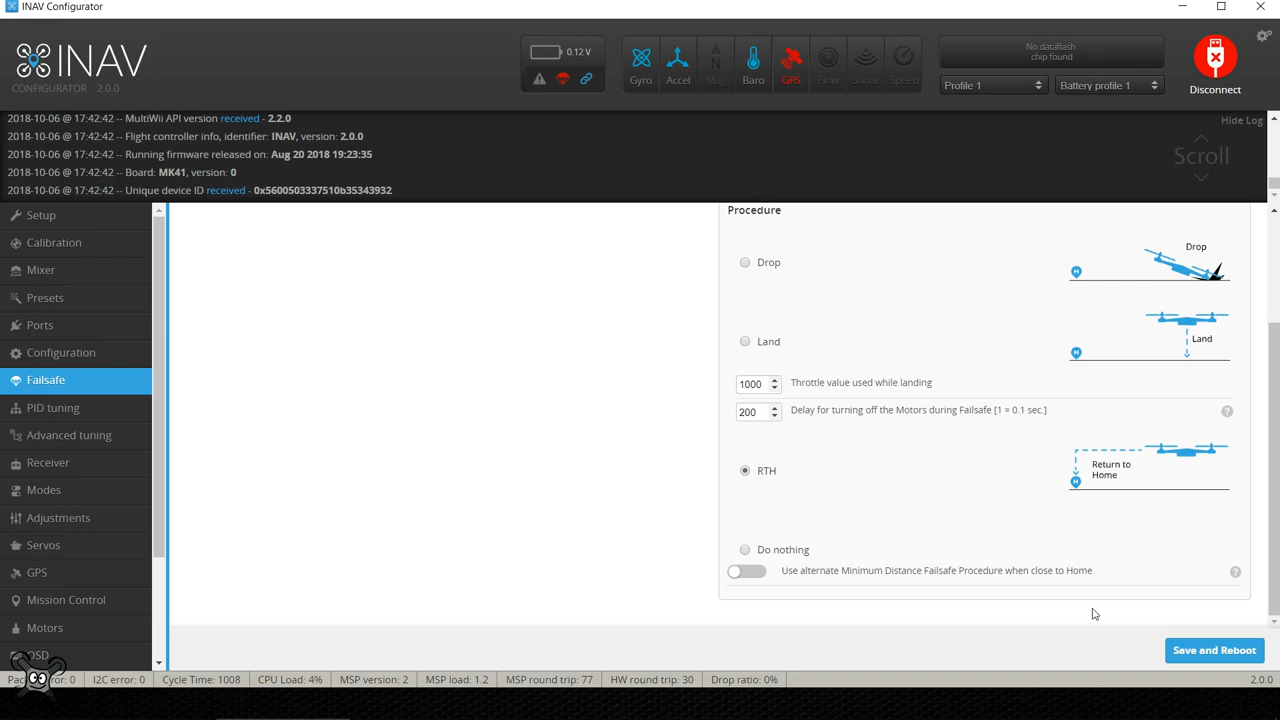 INAV Configurator
INAV
CONFIGURATOR 2.0.0
0.12 V
Gyro
Accel
Mag
Baro
GPS
Flow
Sonar
Speed
No dataflash
chip found
Profile 1
Battery profile 1
Disconnect
2018-10-06 @ 17:42:42 -- MultiWii API version received - 2.2.0
2018-10-06 @ 17:42:42 -- Flight controller info, identifier: INAV, version: 2.0.0
2018-10-06 @ 17:42:42 -- Running firmware released on: Aug 20 2018 19:23:35
2018-10-06 @ 17:42:42 -- Board: MK41, version: 0
2018-10-06 @ 17:42:42 -- Unique device ID received - 0x5600503337510b35343932
Hide Log
Scroll
Setup
Calibration
Mixer
Presets
Ports
Configuration
Failsafe
PID tuning
Advanced tuning
Receiver
Modes
Adjustments
Servos
GPS
Mission Control
Motors
OSD
Procedure
Drop
Drop
H
Land
Land
H
1000 Throttle value used while landing
200 Delay for turning off the Motors during Failsafe [1 = 0.1 sec.] ?
RTH
Return to
Home
H
Do nothing
Use alternate Minimum Distance Failsafe Procedure when close to Home ?
Save and Reboot
0
I2C error: 0
Cycle Time: 1008
CPU Load: 4%
MSP version: 2
MSP load: 1.2
MSP round trip: 77
HW round trip: 30
Drop ratio: 0%
2.0.0